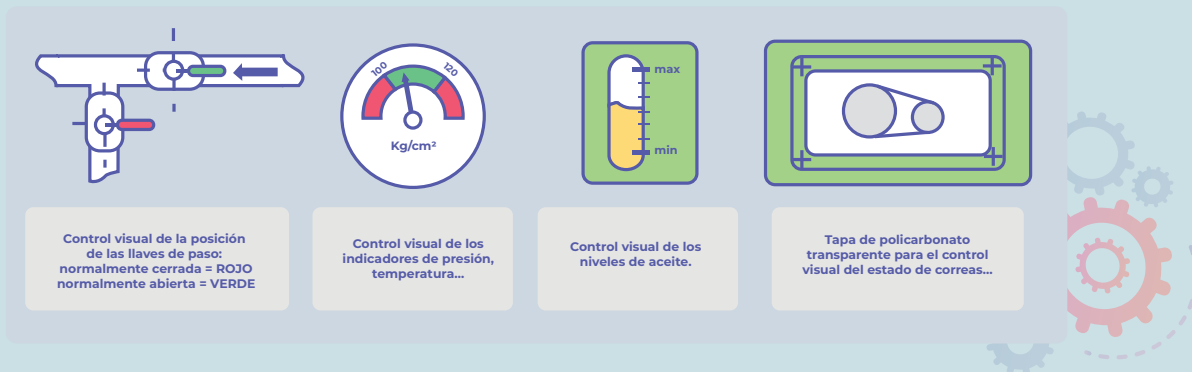 100
120
Kg/cm²
max
min
Control visual de la posición
de las llaves de paso:
normalmente cerrada = ROJO
normalmente abierta = VERDE
Control visual de los
indicadores de presión,
temperatura...
Control visual de los
niveles de aceite.
Tapa de policarbonato
transparente para el control
visual del estado de correas...